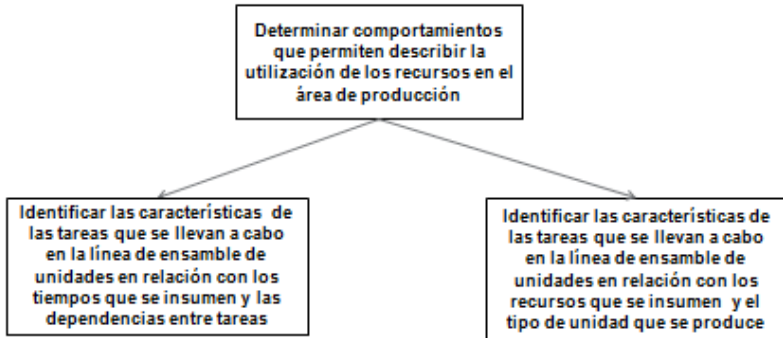 Determinar comportamientos
que permiten describir la
utilización de los recursos en el
área de producción
Identificar las características de
las tareas que se llevan a cabo
en la línea de ensamble de
unidades en relación con los
tiempos que se insumen y las
dependencias entre tareas
Identificar las características de
las tareas que se llevan a cabo
en la línea de ensamble de
unidades en relación con los
recursos que se insumen y el
tipo de unidad que se produce